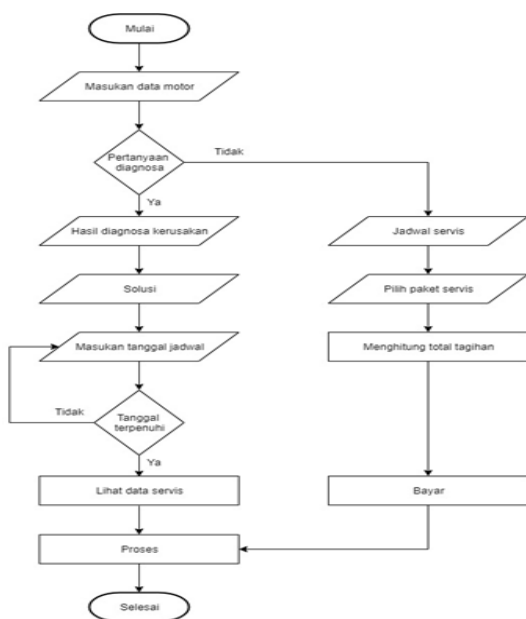 Mulai
Masukan data motor
Pertanyaan
diagnosa
Tidak
Ya
Hasil diagnosa kerusakan
Jadwal servis
Solusi
Pilih paket servis
Masukan tanggal jadwal
Menghitung total tagihan
Tidak
Tanggal
terpenuhi
Ya
Lihat data servis
Bayar
Proses
Selesai